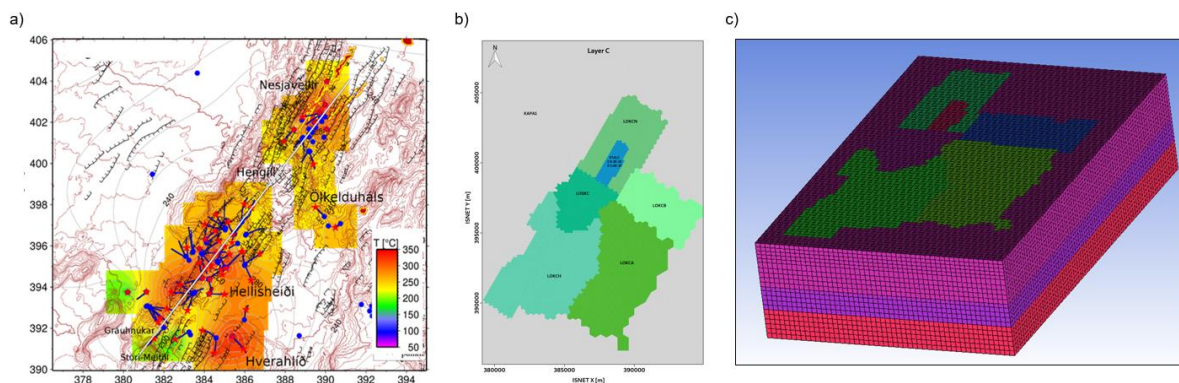 a)
b)
c)
406
404
402
400
398
396
394
392
390
378
380
382
384
386
388
390
392
394
Nesjavellir
Hengill
Ölkelduháls
Hellisheiði
Gráuhnúkar
Stóri-Meitill
Hverahlíð
240
240
T [°C]
350
300
250
200
150
100
50
Layer C
N
ISNET Y [m]
405000
400000
395000
390000
380000
385000
390000
ISNET X [m]
KAPA1
LOKCN
LOKCB
LOKCH
LOKCA